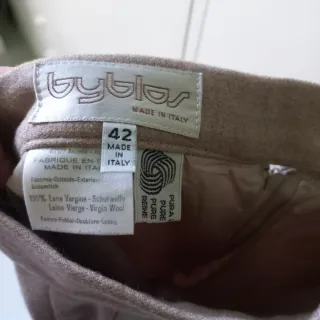 byblos
MADE IN ITALY
42
MADE
IN
ITALY
FABRIQUE EN
MADE IN ITA
100% Lana Vergine - Schurwolle
Laine Vierge - Virgin Wool
PURA L
PURE
PURE
REINE